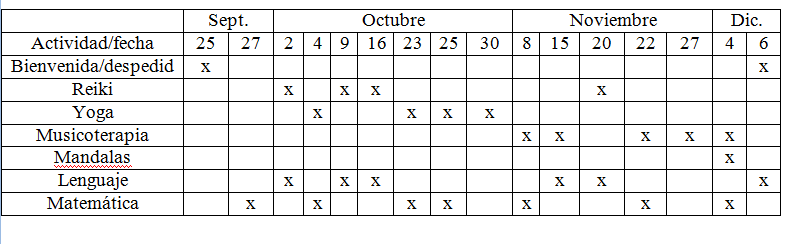 Sept. Octubre Noviembre Dic.
Actividad/fecha 25 27 2 4 9 16 23 25 30 8 15 20 22 27 4 6
Bienvenida/despedid x x
Reiki x x x x
Yoga x x x x
Musicoterapia x x x x x
Mandalas x
Lenguaje x x x x x x
Matemática x x x x x x x